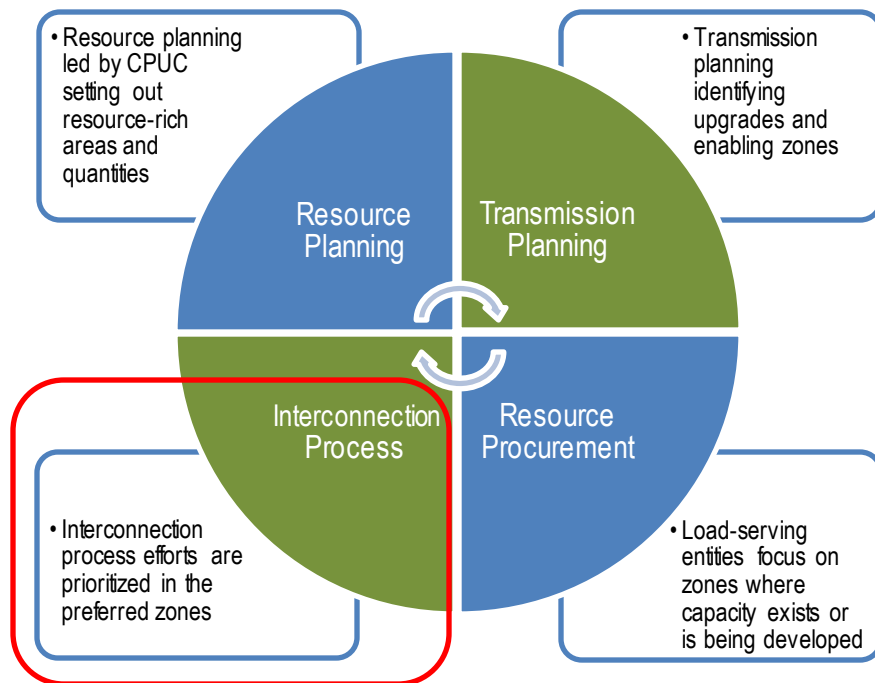 • Resource planning
led by CPUC
setting out
resource-rich
areas and
quantities
• Transmission
planning
identifying
upgrades and
enabling zones
Resource
Planning
Transmission
Planning
Interconnection
Process
Resource
Procurement
• Interconnection
process efforts are
prioritized in the
preferred zones
• Load-serving
entities focus on
zones where
capacity exists or
is being developed